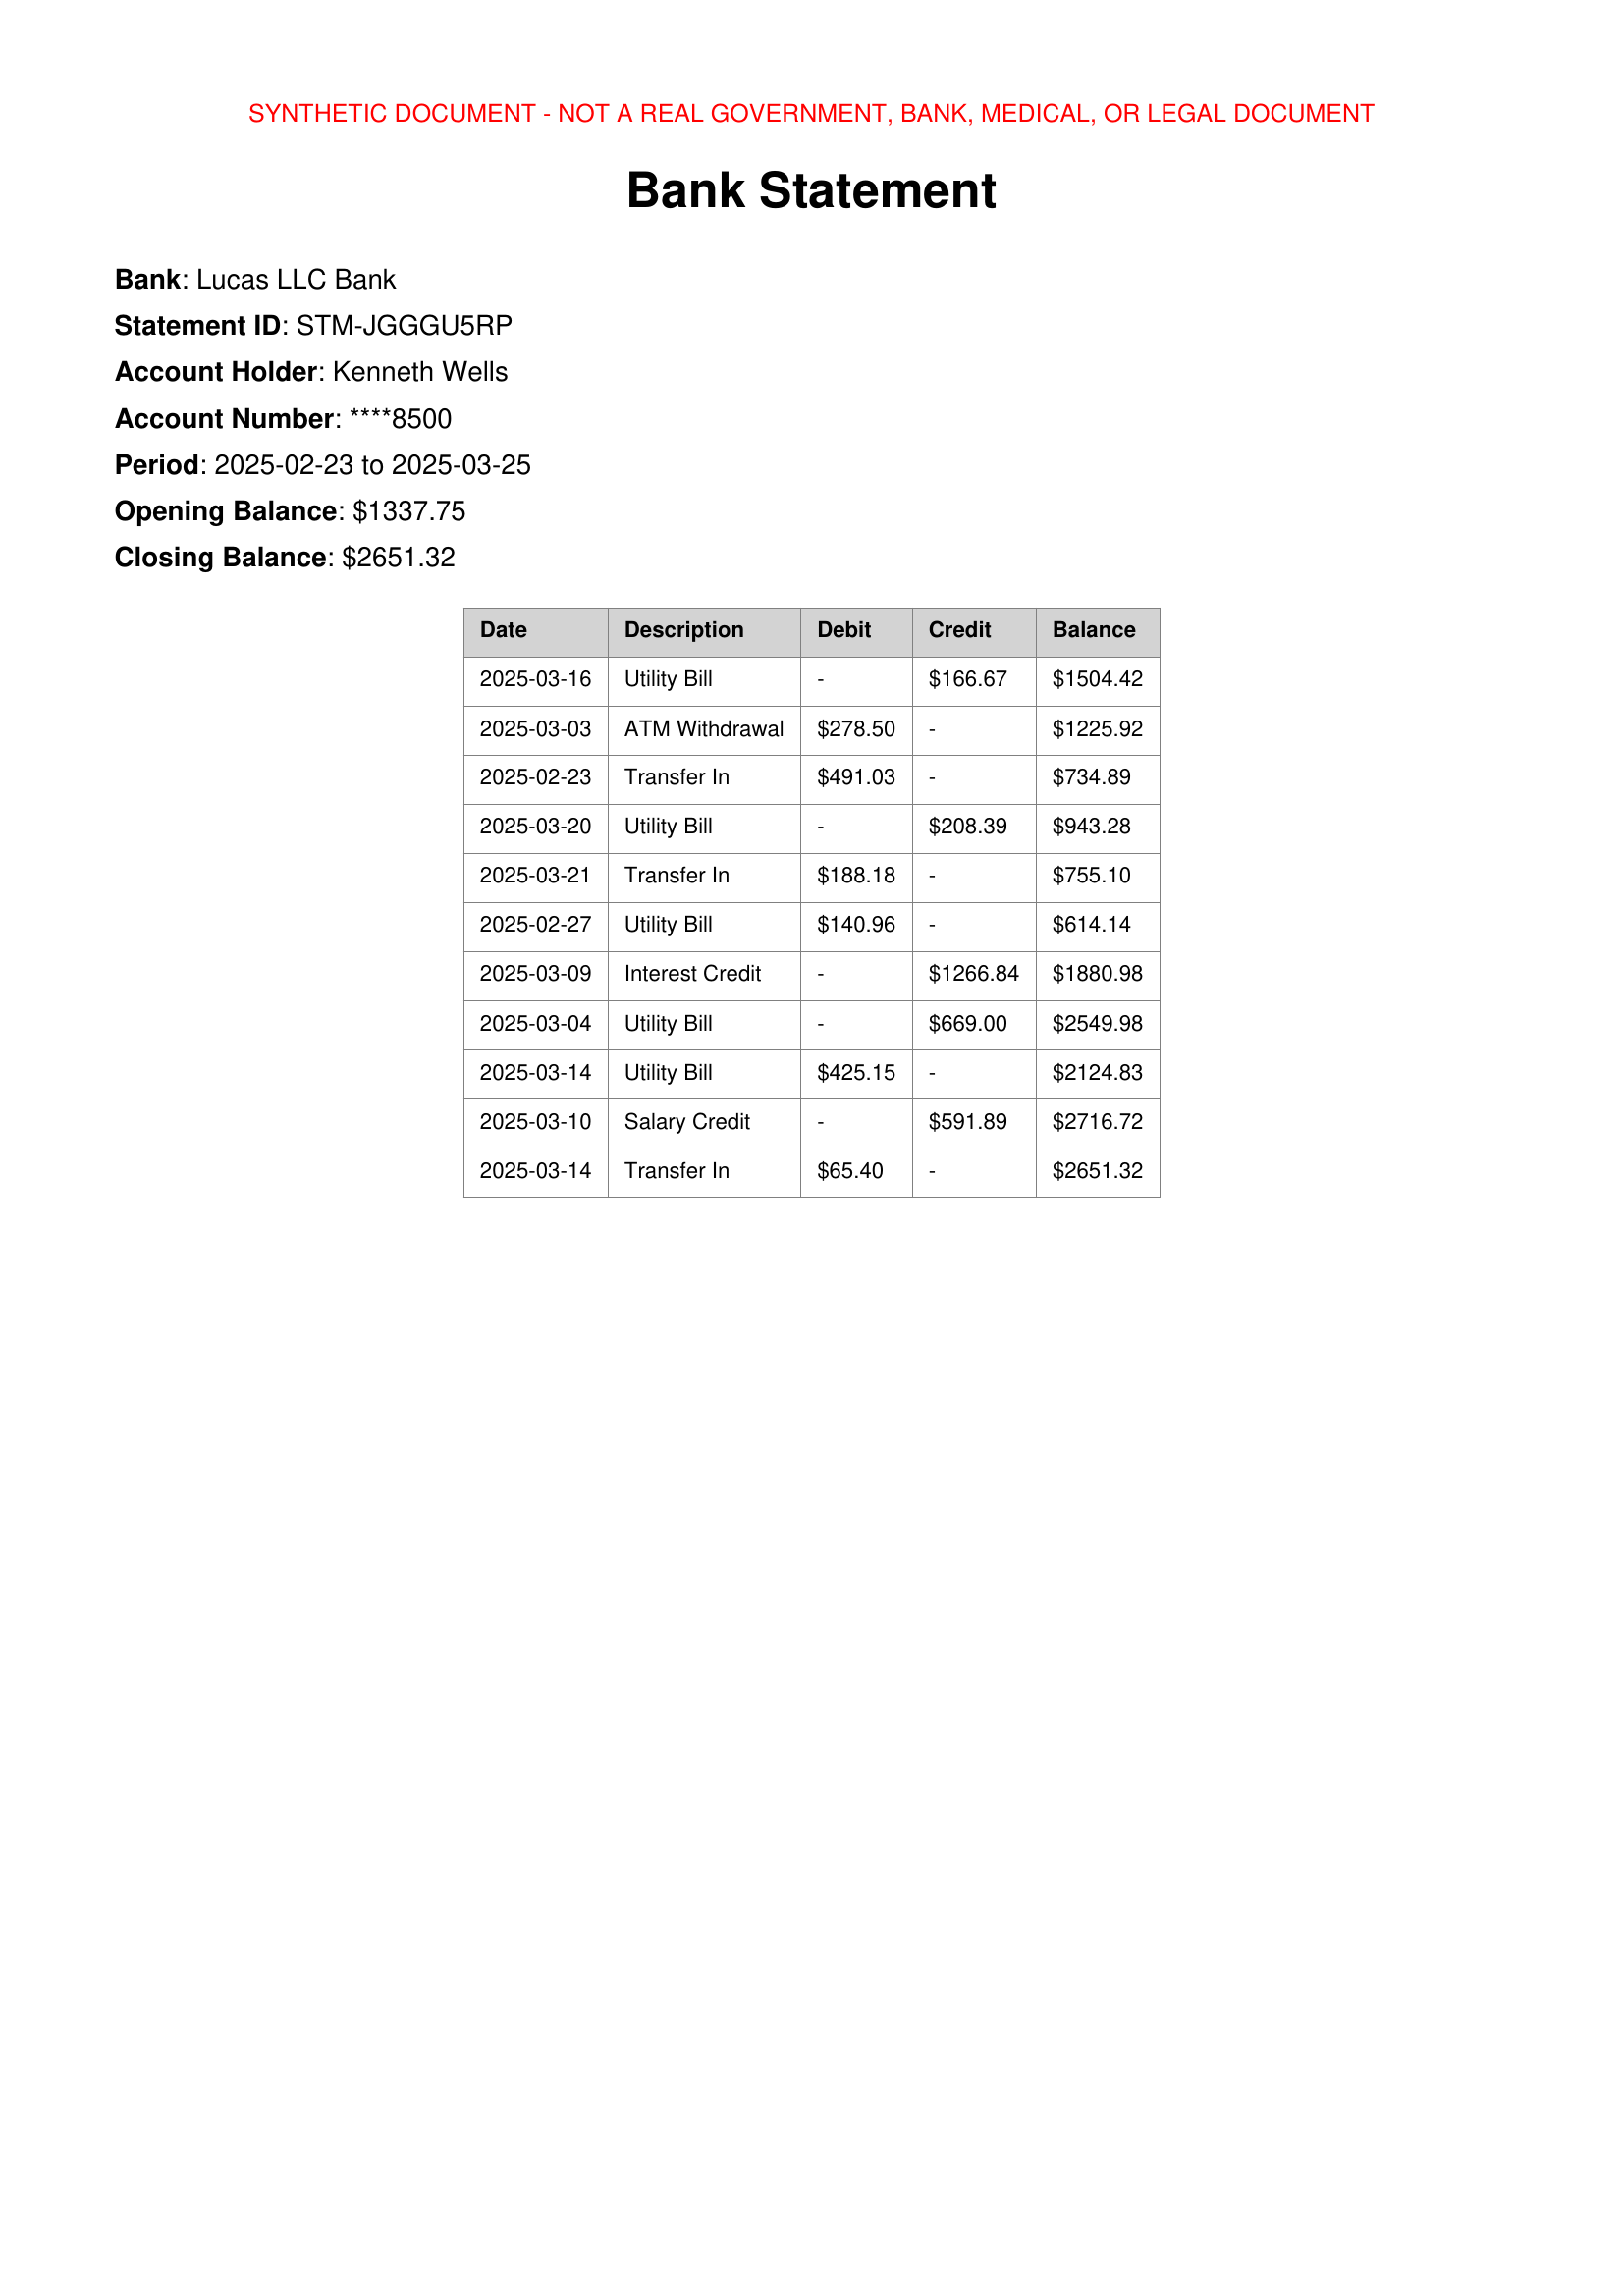 SYNTHETIC DOCUMENT - NOT A REAL GOVERNMENT, BANK, MEDICAL, OR LEGAL DOCUMENT
Bank Statement
Bank: Lucas LLC Bank
Statement ID: STM-JGGGU5RP
Account Holder: Kenneth Wells
Account Number: ****8500
Period: 2025-02-23 to 2025-03-25
Opening Balance: $1337.75
Closing Balance: $2651.32
Date Description Debit Credit Balance
2025-03-16 Utility Bill - $166.67 $1504.42
2025-03-03 ATM Withdrawal $278.50 - $1225.92
2025-02-23 Transfer In $491.03 - $734.89
2025-03-20 Utility Bill - $208.39 $943.28
2025-03-21 Transfer In $188.18 - $755.10
2025-02-27 Utility Bill $140.96 - $614.14
2025-03-09 Interest Credit - $1266.84 $1880.98
2025-03-04 Utility Bill - $669.00 $2549.98
2025-03-14 Utility Bill $425.15 - $2124.83
2025-03-10 Salary Credit - $591.89 $2716.72
2025-03-14 Transfer In $65.40 - $2651.32